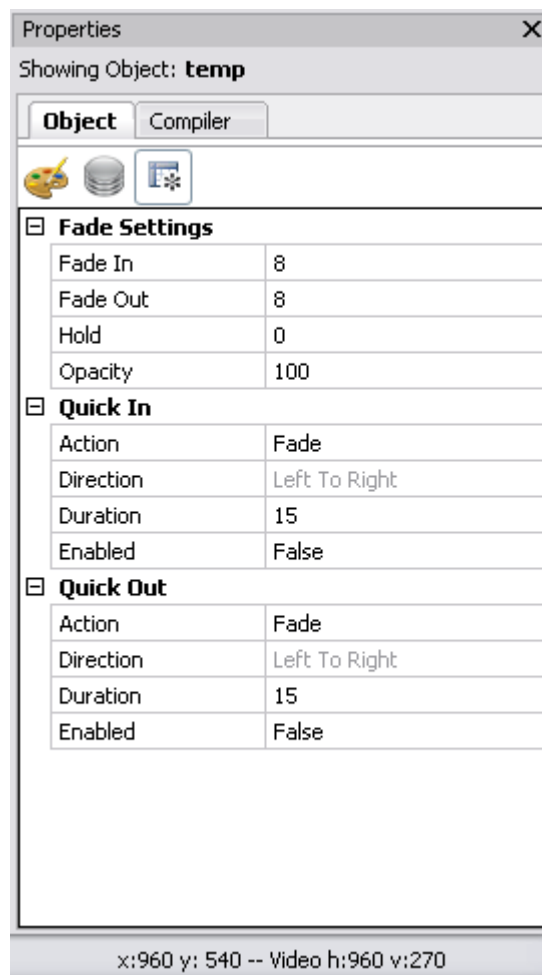 Properties
Showing Object: temp
Object Compiler
Fade Settings
Fade In 8
Fade Out 8
Hold 0
Opacity 100
Quick In
Action Fade
Direction Left To Right
Duration 15
Enabled False
Quick Out
Action Fade
Direction Left To Right
Duration 15
Enabled False
x:960 y: 540 -- Video h:960 v:270